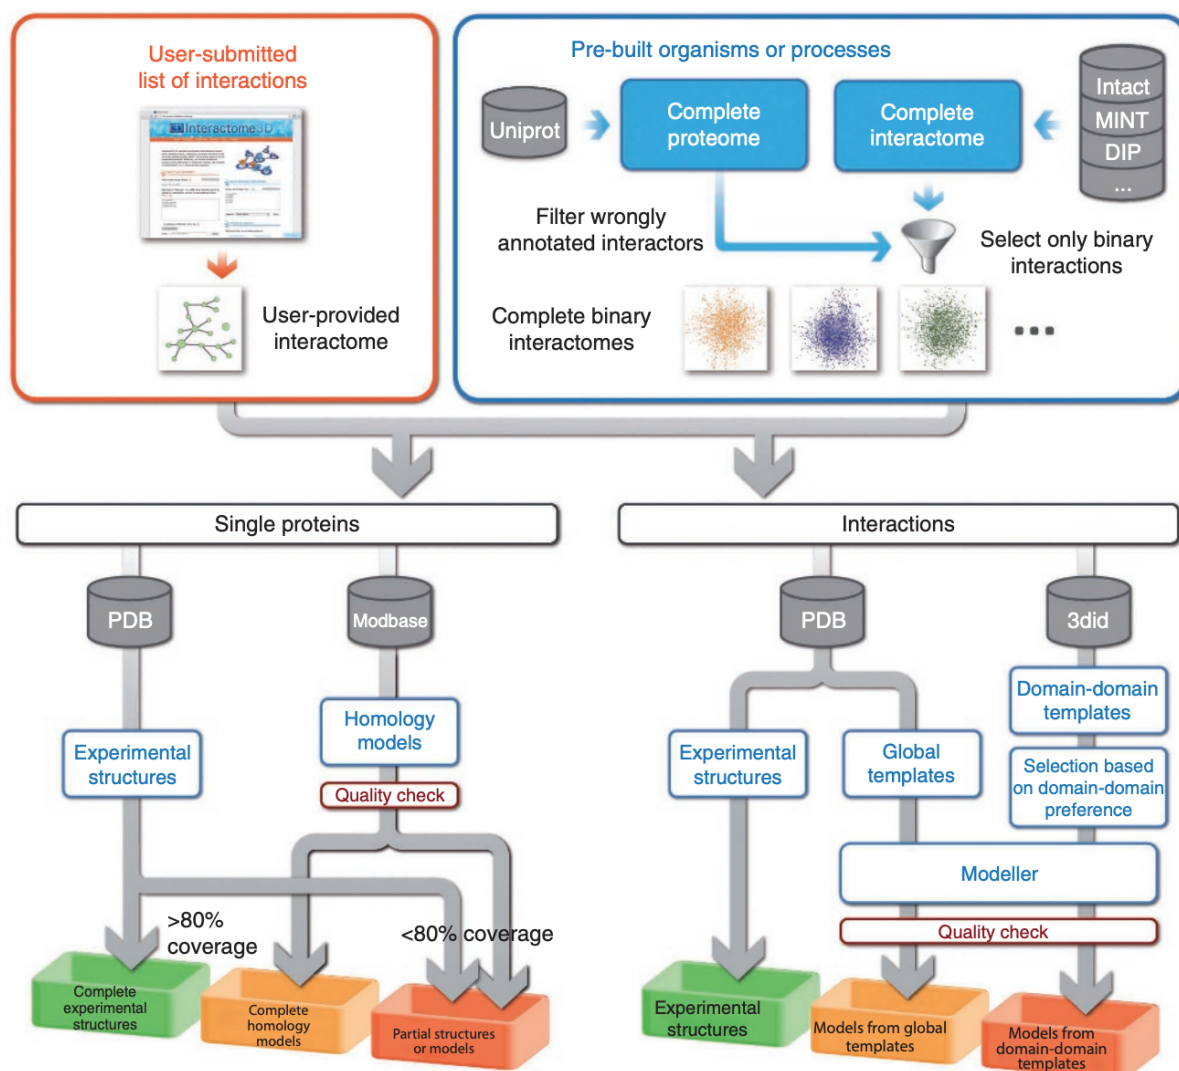 User-submitted
list of interactions
Interactome3D
User-provided
interactome
Pre-built organisms or processes
Uniprot
Complete
proteome
Complete
interactome
Intact
MINT
DIP
...
Filter wrongly
annotated interactors
Select only binary
interactions
Complete binary
interactomes
Single proteins
Interactions
PDB
Modbase
PDB
3did
Homology
models
Experimental
structures
Quality check
Experimental
structures
Global
templates
Domain-domain
templates
Selection based
on domain-domain
preference
Modeller
Quality check
>80%
coverage
<80% coverage
Complete
experimental
structures
Complete
homology
models
Partial structures
or models
Experimental
structures
Models from global
templates
Models from
domain-domain
templates